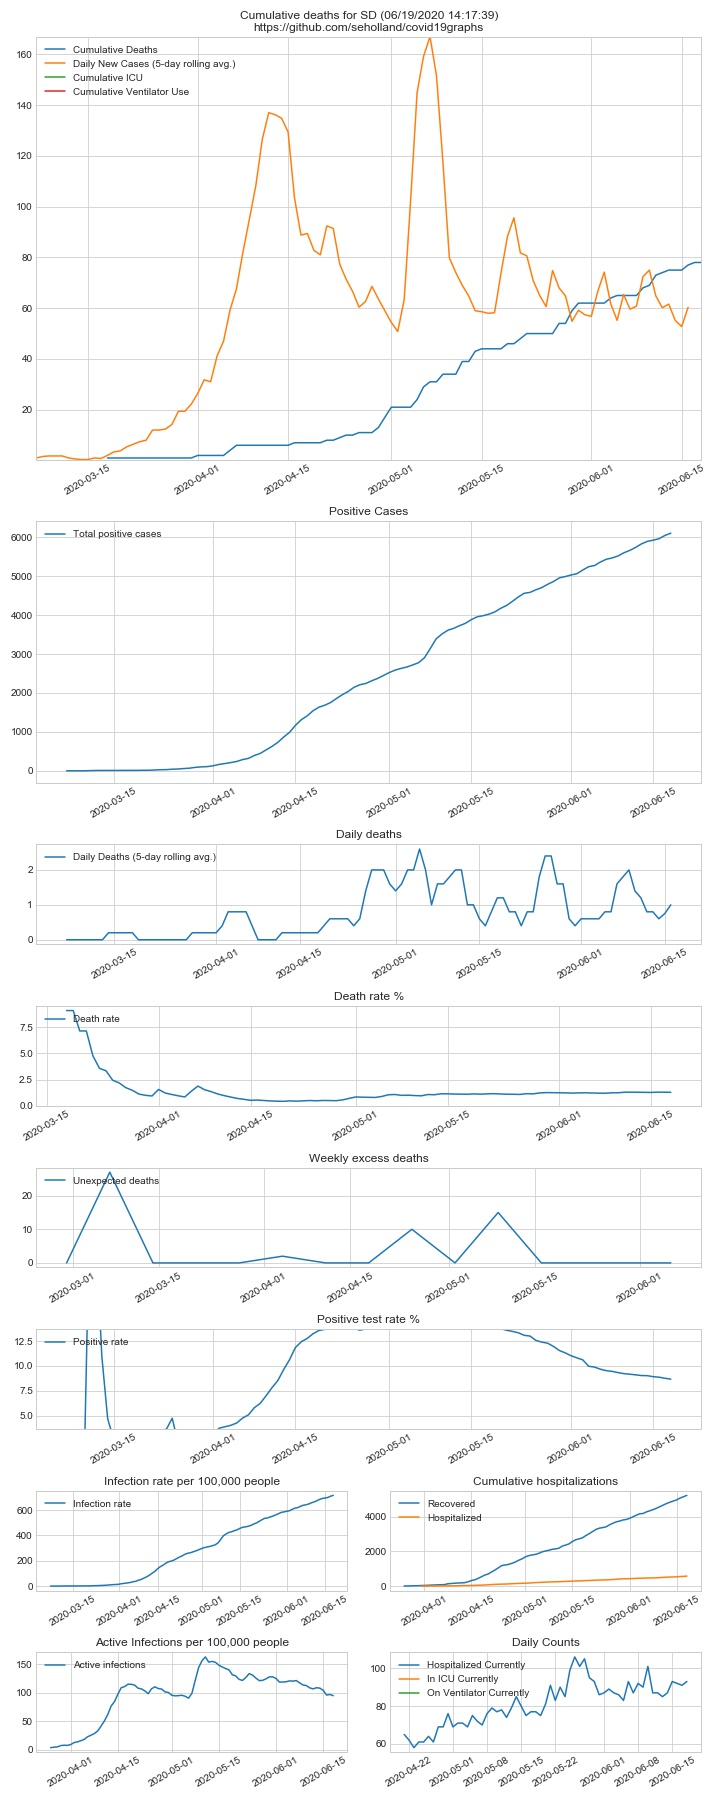 Cumulative deaths for SD (06/19/2020 14:17:39)
https://github.com/seholland/covid19graphs
Cumulative Deaths
Daily New Cases (5-day rolling avg.)
Cumulative ICU
Cumulative Ventilator Use
160
140
120
100
80
60
40
20
2020-03-15 2020-04-01 2020-04-15 2020-05-01 2020-05-15 2020-06-01 2020-06-15
Positive Cases
Total positive cases
6000
5000
4000
3000
2000
1000
0
2020-03-15 2020-04-01 2020-04-15 2020-05-01 2020-05-15 2020-06-01 2020-06-15
Daily deaths
Daily Deaths (5-day rolling avg.)
2
1
0
2020-03-15 2020-04-01 2020-04-15 2020-05-01 2020-05-15 2020-06-01 2020-06-15
Death rate %
Death rate
7.5
5.0
2.5
0.0
2020-03-15 2020-04-01 2020-04-15 2020-05-01 2020-05-15 2020-06-01 2020-06-15
Weekly excess deaths
Unexpected deaths
20
10
0
2020-03-01 2020-03-15 2020-04-01 2020-04-15 2020-05-01 2020-05-15 2020-06-01
Positive test rate %
Positive rate
12.5
10.0
7.5
5.0
2020-03-15 2020-04-01 2020-04-15 2020-05-01 2020-05-15 2020-06-01 2020-06-15
Infection rate per 100,000 people
Infection rate
600
400
200
0
2020-03-15 2020-04-01 2020-04-15 2020-05-01 2020-05-15 2020-06-01 2020-06-15
Cumulative hospitalizations
Recovered
Hospitalized
4000
2000
0
2020-04-01 2020-04-15 2020-05-01 2020-05-15 2020-06-01 2020-06-15
Active Infections per 100,000 people
Active infections
150
100
50
0
2020-04-01 2020-04-15 2020-05-01 2020-05-15 2020-06-01 2020-06-15
Daily Counts
Hospitalized Currently
In ICU Currently
On Ventilator Currently
100
80
60
2020-04-22 2020-05-01 2020-05-08 2020-05-15 2020-05-22 2020-06-01 2020-06-08 2020-06-15